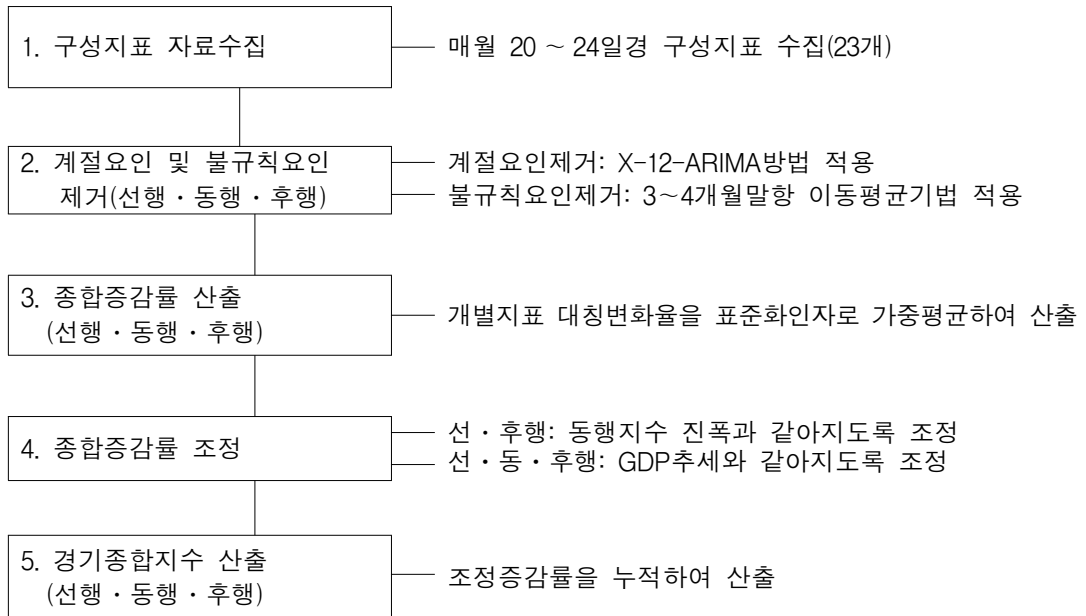 1. 구성지표 자료수집
매월 20 ~ 24일경 구성지표 수집(23개)
2. 계절요인 및 불규칙요인
제거(선행・동행・후행)
계절요인제거: X-12-ARIMA방법 적용
불규칙요인제거: 3~4개월말항 이동평균기법 적용
3. 종합증감률 산출
(선행・동행・후행)
개별지표 대칭변화율을 표준화인자로 가중평균하여 산출
4. 종합증감률 조정
선・후행: 동행지수 진폭과 같아지도록 조정
선・동・후행: GDP추세와 같아지도록 조정
5. 경기종합지수 산출
(선행・동행・후행)
조정증감률을 누적하여 산출